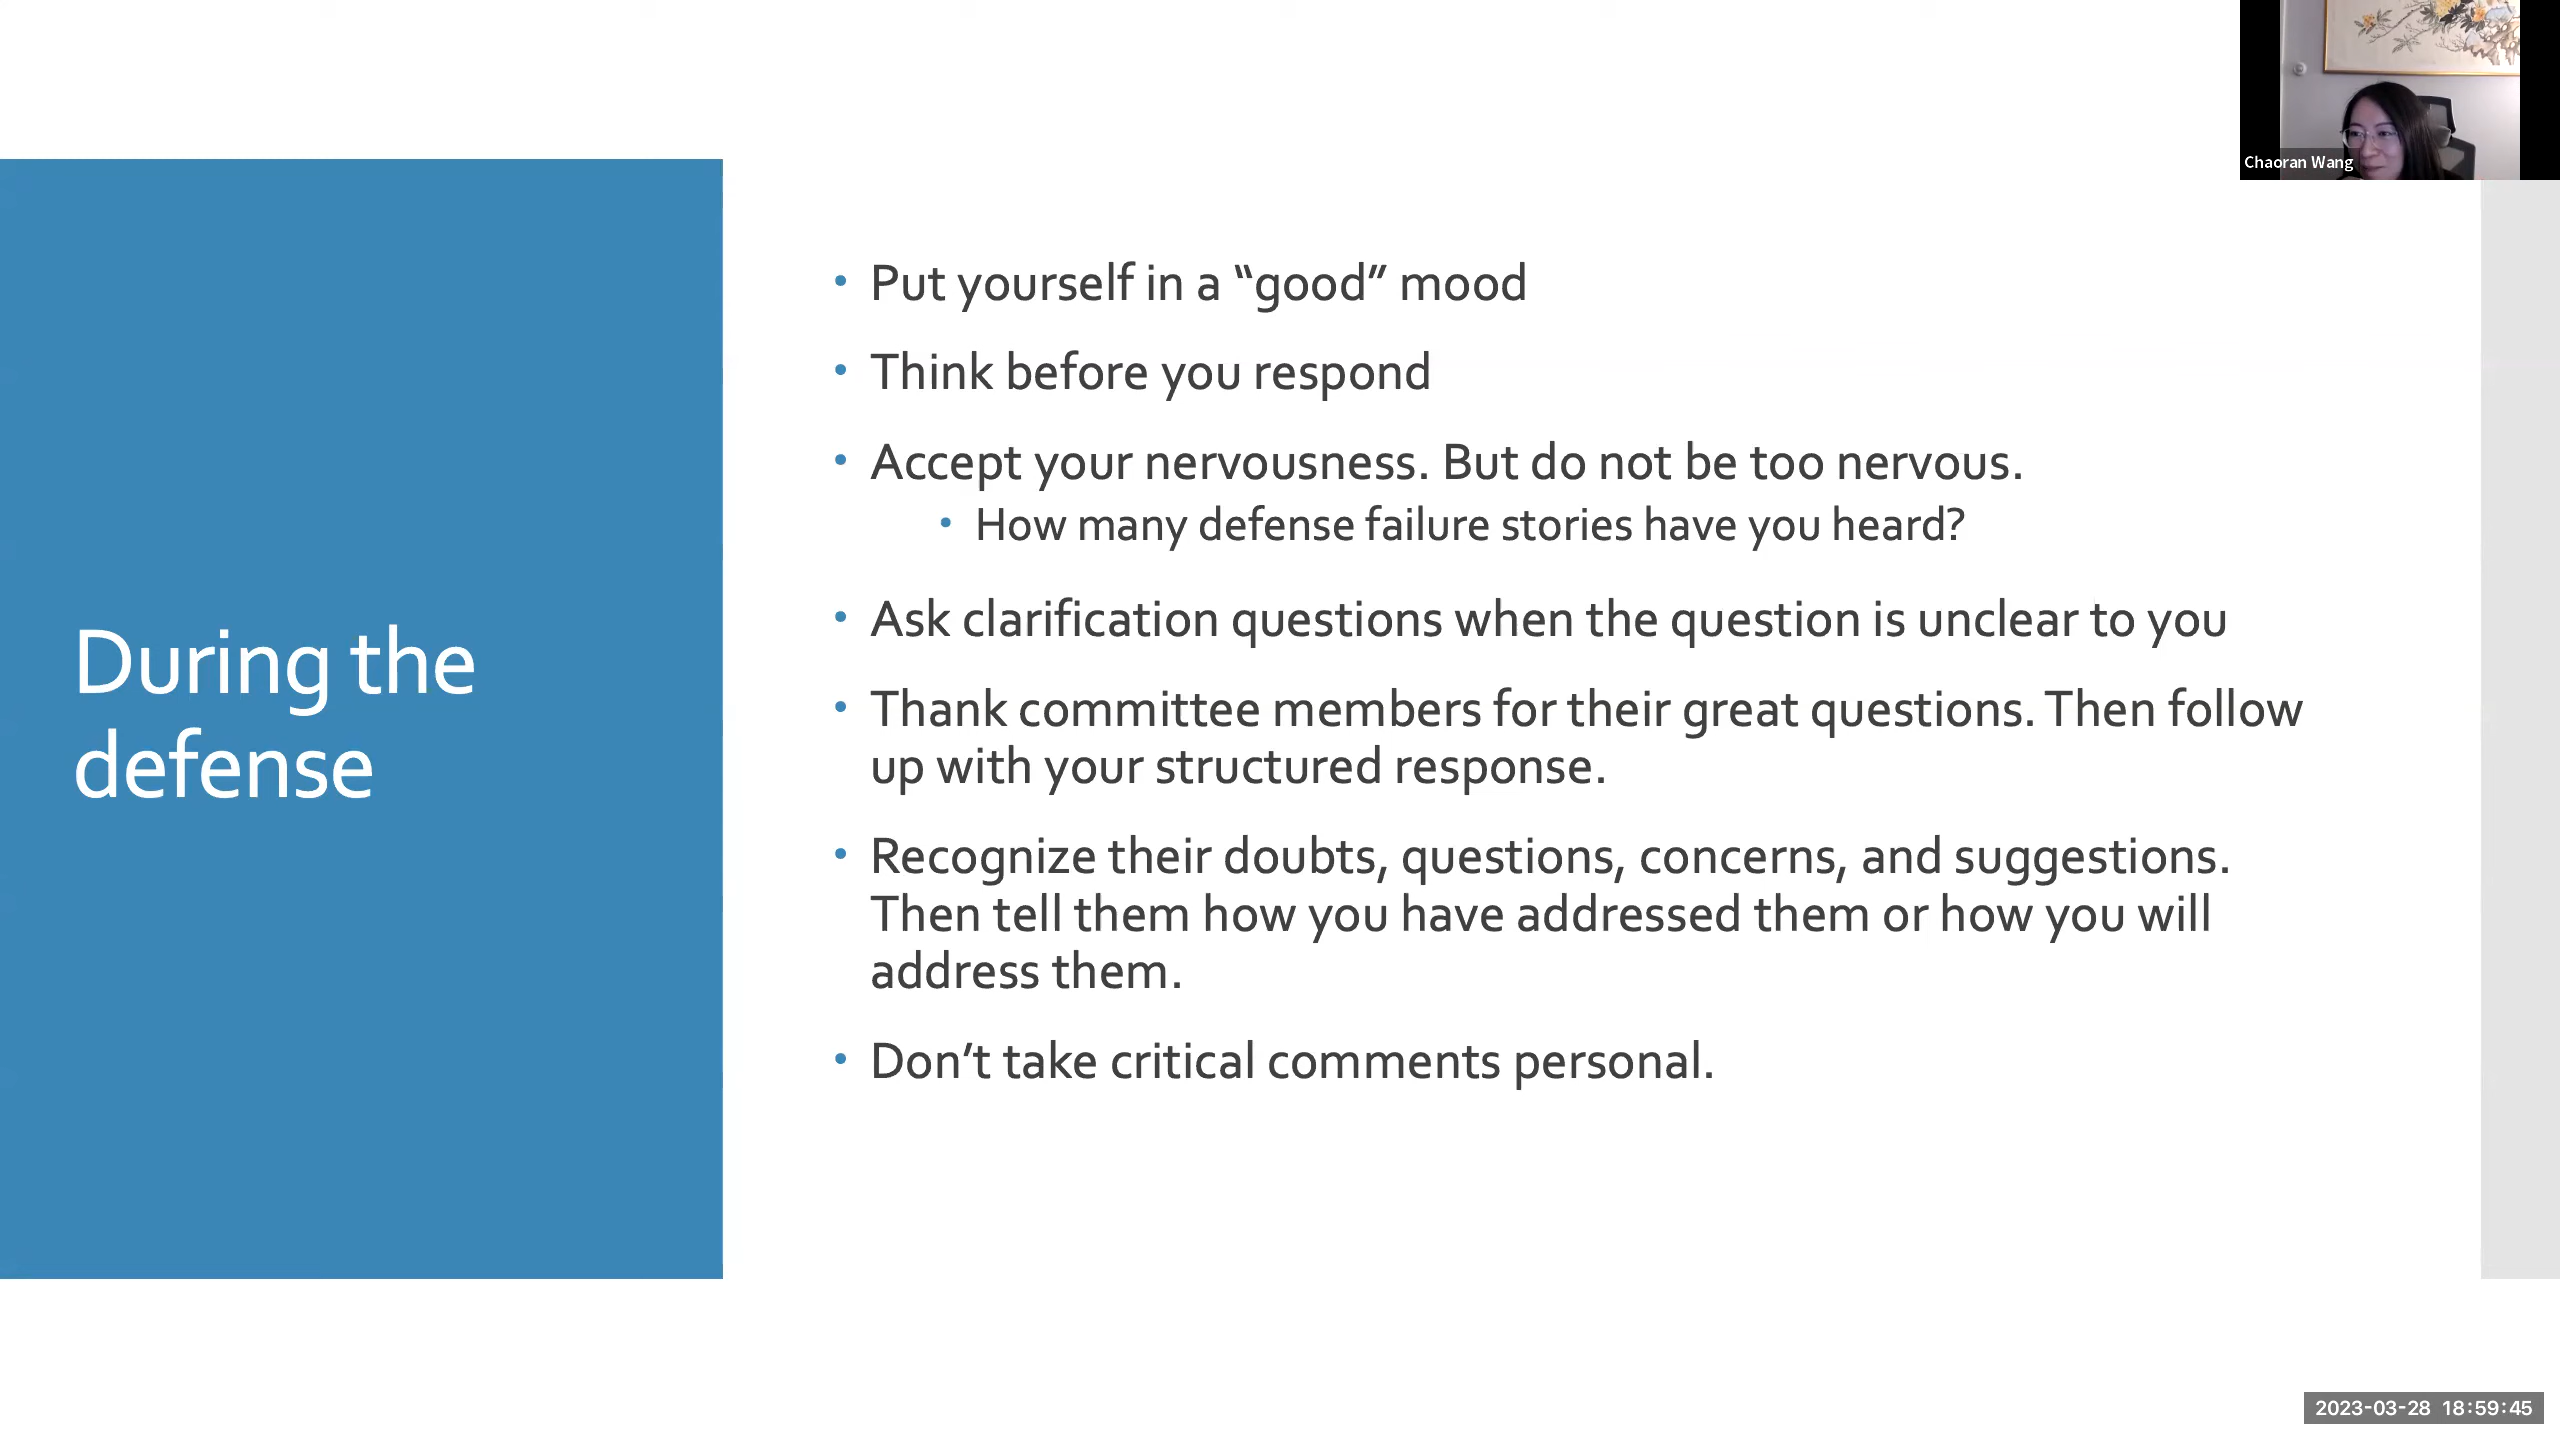 Chaoran Wang
During the
defense
• Put yourself in a “good” mood
• Think before you respond
• Accept your nervousness. But do not be too nervous.
• How many defense failure stories have you heard?
• Ask clarification questions when the question is unclear to you
• Thank committee members for their great questions. Then follow
up with your structured response.
• Recognize their doubts, questions, concerns, and suggestions.
Then tell them how you have addressed them or how you will
address them.
• Don’t take critical comments personal.
2023-03-28 18:59:45